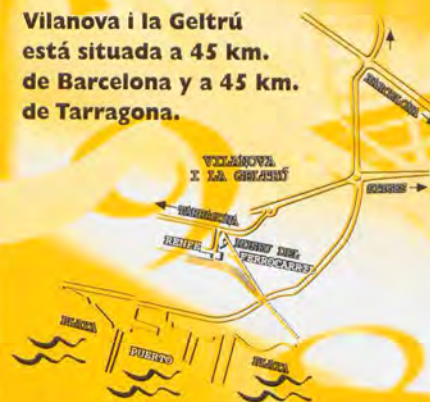 Vilanova i la Geltrú
está situada a 45 km.
de Barcelona y a 45 km.
de Tarragona.
BARCELONA
VILANOVA
I LA GELTRÚ
SITGES
TARRAGONA
RENFE
MUSEU DEL
FERROCARRIL
PLAYA
PUERTO
PLAYA